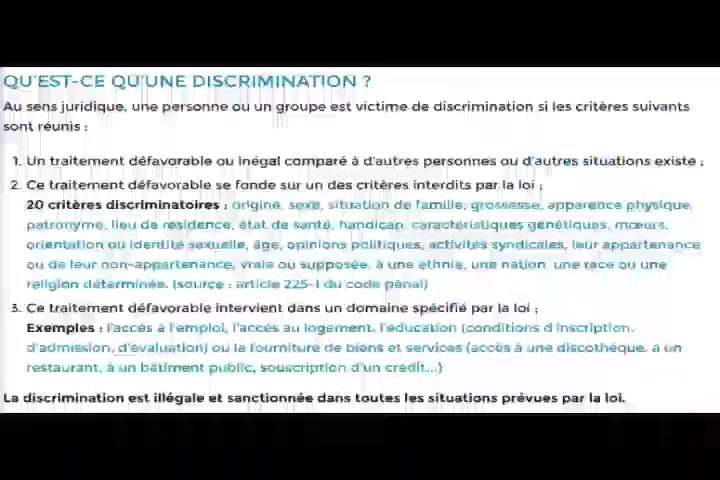 QU'EST-CE QU'UNE DISCRIMINATION ?
Au sens juridique, une personne ou un groupe est victime de discrimination si les critères suivants
sont réunis :
1. Un traitement défavorable ou inégal comparé à d'autres personnes ou d'autres situations existe ;
2. Ce traitement défavorable se fonde sur un des critères interdits par la loi ;
20 critères discriminatoires : origine, sexe, situation de famille, grossesse, apparence physique,
patronyme, lieu de résidence, état de santé, handicap, caractéristiques génétiques, mœurs,
orientation ou identité sexuelle, âge, opinions politiques, activités syndicales, leur appartenance
ou de leur non-appartenance, vraie ou supposée, à une ethnie, une nation, une race ou une
religion déterminée. (source : article 225-1 du code pénal)
3. Ce traitement défavorable intervient dans un domaine spécifié par la loi ;
Exemples : l'accès à l'emploi, l'accès au logement, l'éducation (conditions d'inscription,
d'admission, d'évaluation) ou la fourniture de biens et services (accès à une discothèque, à un
restaurant, à un bâtiment public, souscription d'un crédit...)
La discrimination est illégale et sanctionnée dans toutes les situations prévues par la loi.